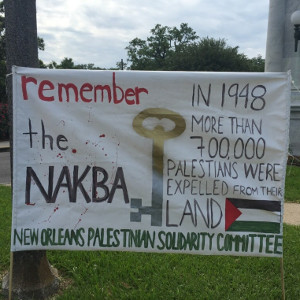 remember
the
NAKBA
IN 1948
MORE THAN
700,000
PALESTIANS WERE
EXPELLED FROM THEIR
LAND
NEW ORLEANS PALESTINIAN SOLIDARITY COMMITTEE